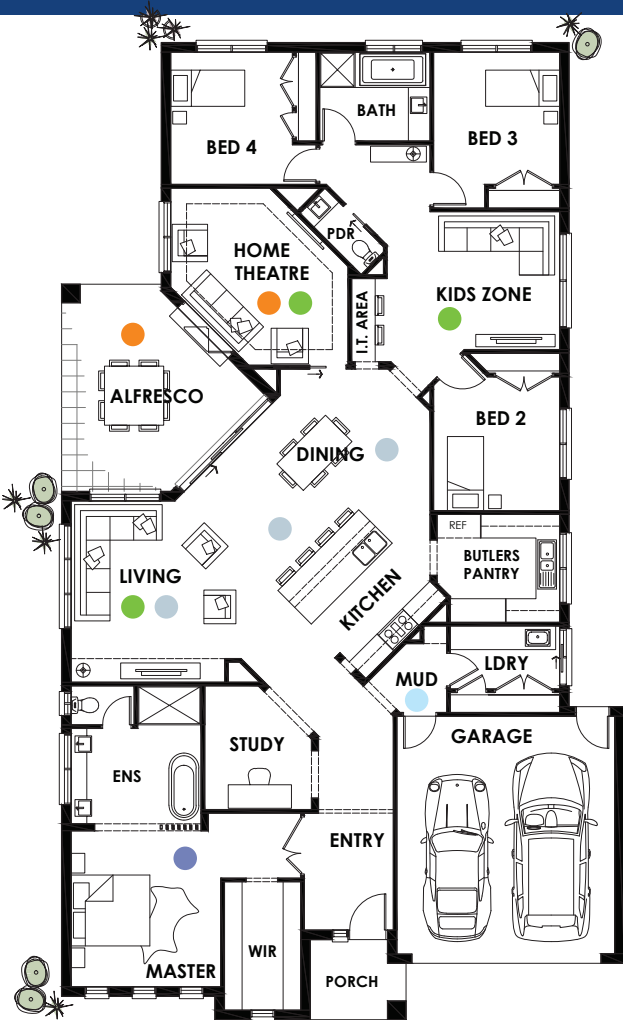 BATH
BED 4
BED 3
PDR
HOME
THEATRE
KIDS ZONE
I.T. AREA
ALFRESCO
BED 2
DINING
REF
BUTLERS
PANTRY
LIVING
KITCHEN
LDRY
MUD
GARAGE
STUDY
ENS
ENTRY
WIR
MASTER
PORCH